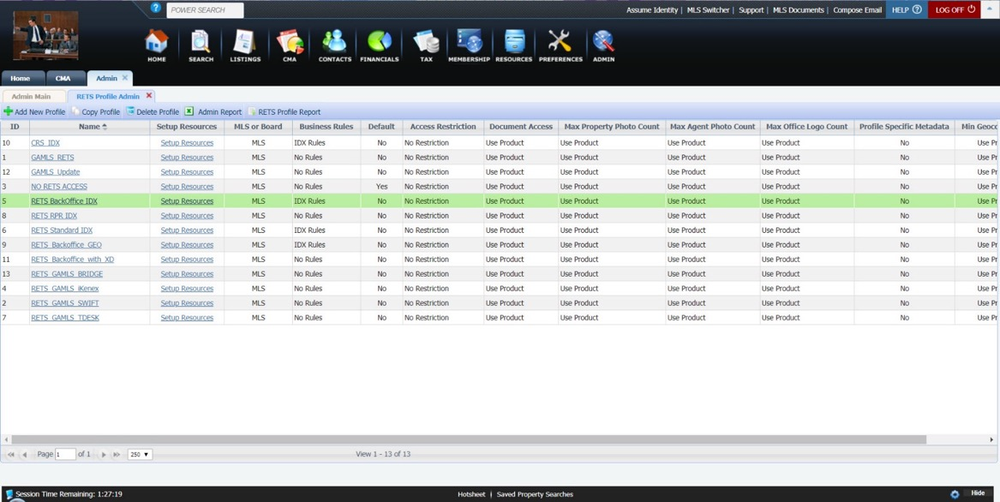 POWER SEARCH
Assume Identity | MLS Switcher | Support | MLS Documents | Compose Email HELP ? LOG OFF
HOME SEARCH LISTINGS CMA CONTACTS FINANCIALS TAX MEMBERSHIP RESOURCES PREFERENCES ADMIN
Home CMA Admin
Admin Main RETS Profile Admin
Add New Profile Copy Profile Delete Profile Admin Report RETS Profile Report
ID Name Setup Resources MLS or Board Business Rules Default Access Restriction Document Access Max Property Photo Count Max Agent Photo Count Max Office Logo Count Profile Specific Metadata Min Geoco
10 CRS_IDX Setup Resources MLS IDX Rules No No Restriction Use Product Use Product Use Product Use Product No Use Pr
1 GAMLS_RETS Setup Resources MLS No Rules No No Restriction Use Product Use Product Use Product Use Product No Use Pr
12 GAMLS_Update Setup Resources MLS No Rules No No Restriction Use Product Use Product Use Product Use Product No Use Pr
3 NO RETS ACCESS Setup Resources MLS No Rules Yes No Restriction Use Product Use Product Use Product Use Product No Use Pr
5 RETS BackOffice IDX Setup Resources MLS IDX Rules No No Restriction Use Product Use Product Use Product Use Product No Use Pr
8 RETS RPR IDX Setup Resources MLS No Rules No No Restriction Use Product Use Product Use Product Use Product No Use Pr
6 RETS Standard IDX Setup Resources MLS IDX Rules No No Restriction Use Product Use Product Use Product Use Product No Use Pr
9 RETS_Backoffice_GEO Setup Resources MLS IDX Rules No No Restriction Use Product Use Product Use Product Use Product No Use Pr
11 RETS_Backoffice_with_XD Setup Resources MLS No Rules No No Restriction Use Product Use Product Use Product Use Product No Use Pr
13 RETS_GAMLS_BRIDGE Setup Resources MLS No Rules No No Restriction Use Product Use Product Use Product Use Product No Use Pr
4 RETS_GAMLS_iKenex Setup Resources MLS No Rules No No Restriction Use Product Use Product Use Product Use Product No Use Pr
2 RETS_GAMLS_SWIFT Setup Resources MLS No Rules No No Restriction Use Product Use Product Use Product Use Product No Use Pr
7 RETS_GAMLS_TDESK Setup Resources MLS No Rules No No Restriction Use Product Use Product Use Product Use Product No Use Pr
Page 1 of 1 250 View 1 - 13 of 13
Session Time Remaining: 1:27:19 Hotsheet | Saved Property Searches Hide